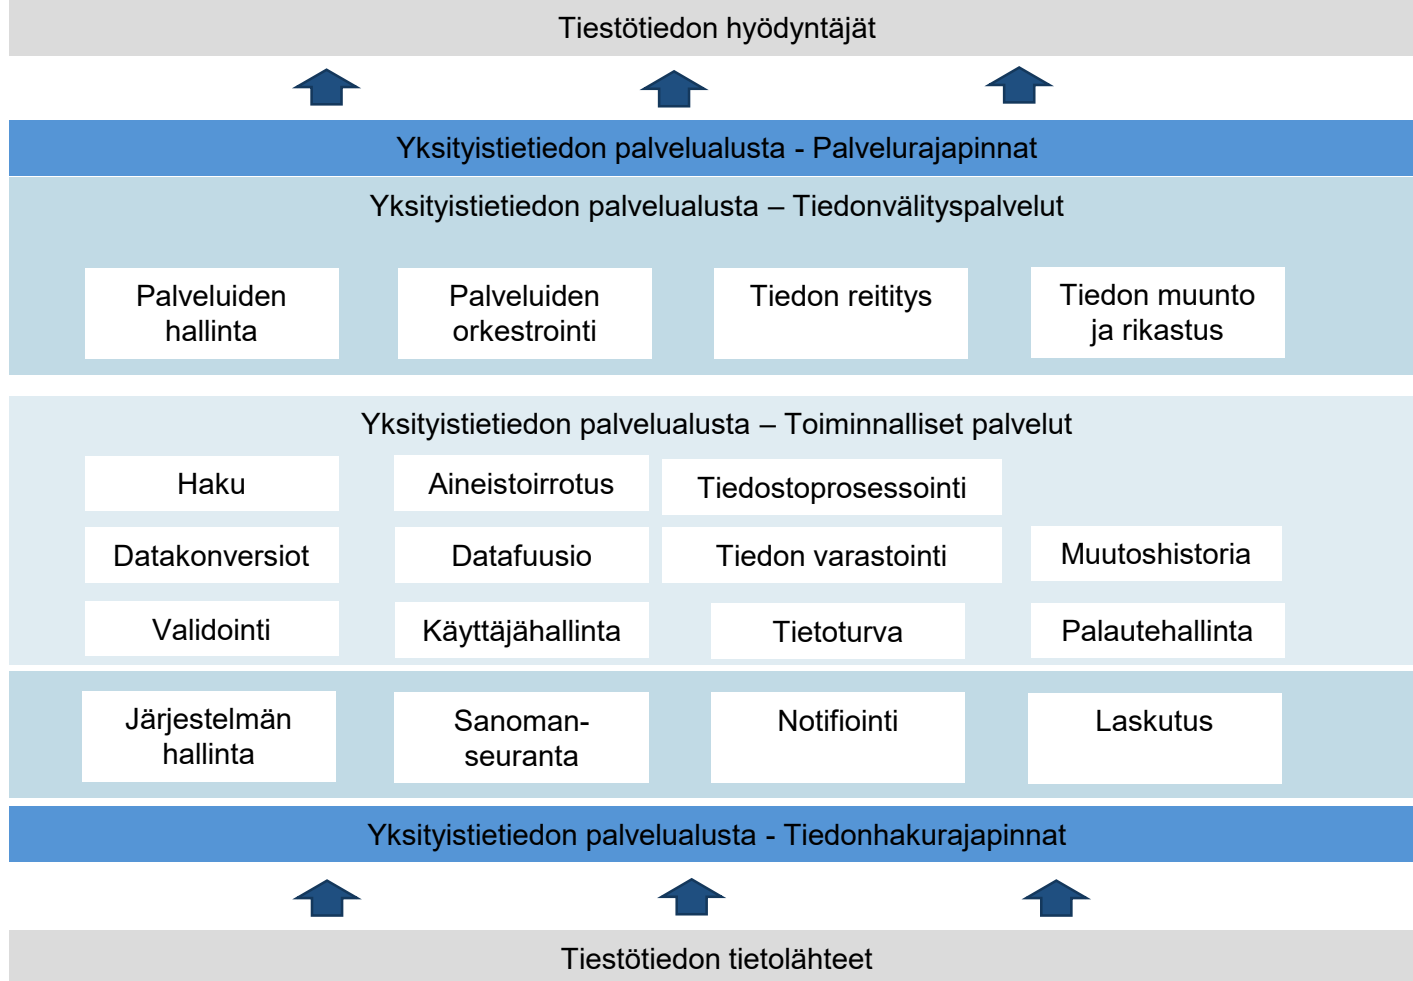 Tiestötiedon hyödyntäjät
Yksityistietiedon palvelualusta - Palvelurajapinnat
Yksityistietiedon palvelualusta – Tiedonvälityspalvelut
Palveluiden
hallinta
Palveluiden
orkestrointi
Tiedon reititys
Tiedon muunto
ja rikastus
Yksityistietiedon palvelualusta – Toiminnalliset palvelut
Haku
Aineistoirrotus
Tiedostoprosessointi
Datakonversiot
Datafuusio
Tiedon varastointi
Muutoshistoria
Validointi
Käyttäjähallinta
Tietoturva
Palautehallinta
Järjestelmän
hallinta
Sanoman-
seuranta
Notifiointi
Laskutus
Yksityistietiedon palvelualusta - Tiedonhakurajapinnat
Tiestötiedon tietolähteet